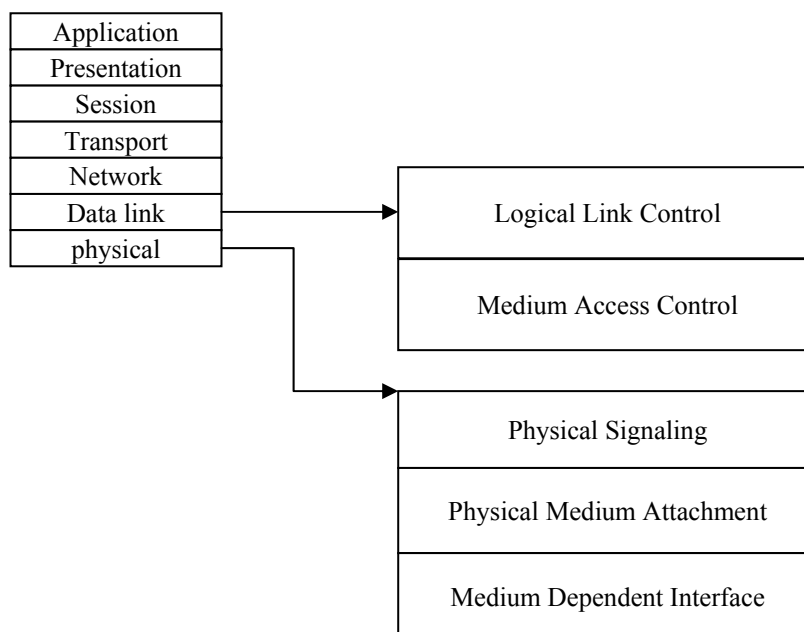 Application
Presentation
Session
Transport
Network
Data link
physical
Logical Link Control
Medium Access Control
Physical Signaling
Physical Medium Attachment
Medium Dependent Interface